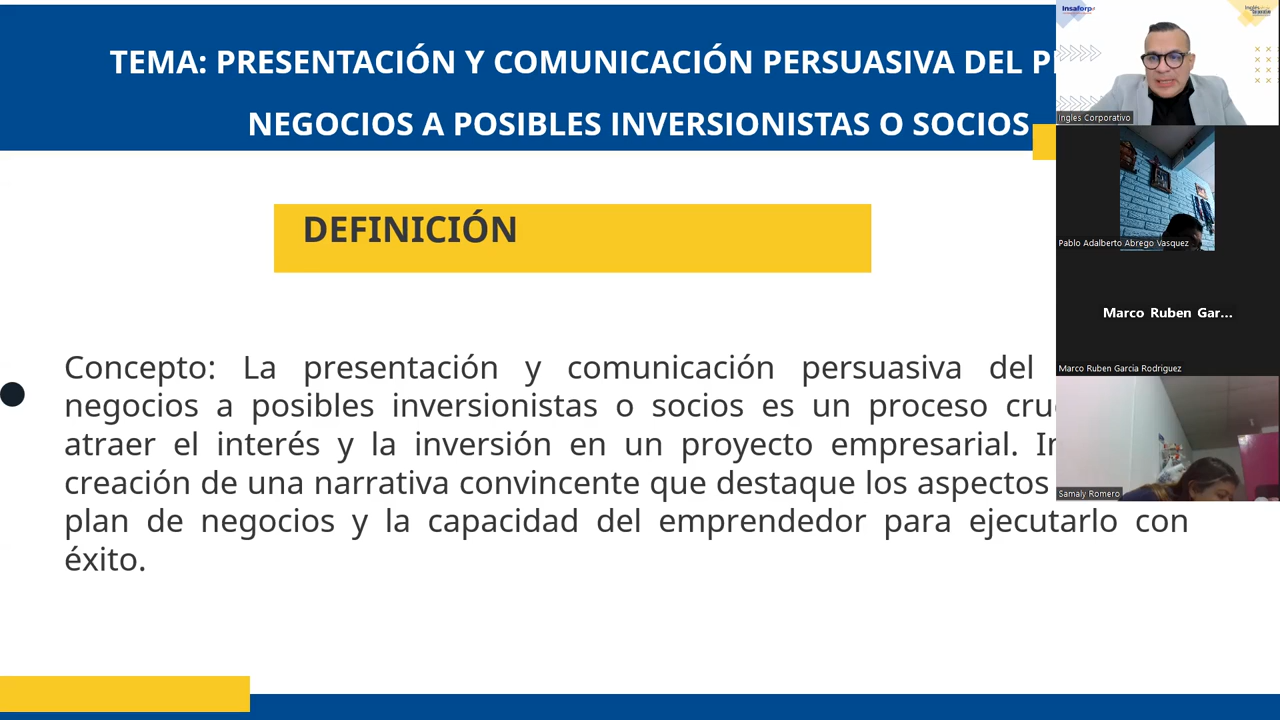 TEMA: PRESENTACIÓN Y COMUNICACIÓN PERSUASIVA DEL
NEGOCIOS A POSIBLES INVERSIONISTAS O SOCIOS
DEFINICIÓN
Concepto: La presentación y comunicación persuasiva del
negocios a posibles inversionistas o socios es un proceso
atraer el interés y la inversión en un proyecto empresarial.
creación de una narrativa convincente que destaque los aspectos
plan de negocios y la capacidad del emprendedor para ejecutarlo con
éxito.
Insaforp
Ingles Corporativo
Pablo Adalberto Abrego Vasquez
Marco Ruben Gar...
Marco Ruben Garcia Rodriguez
Samaly Romero